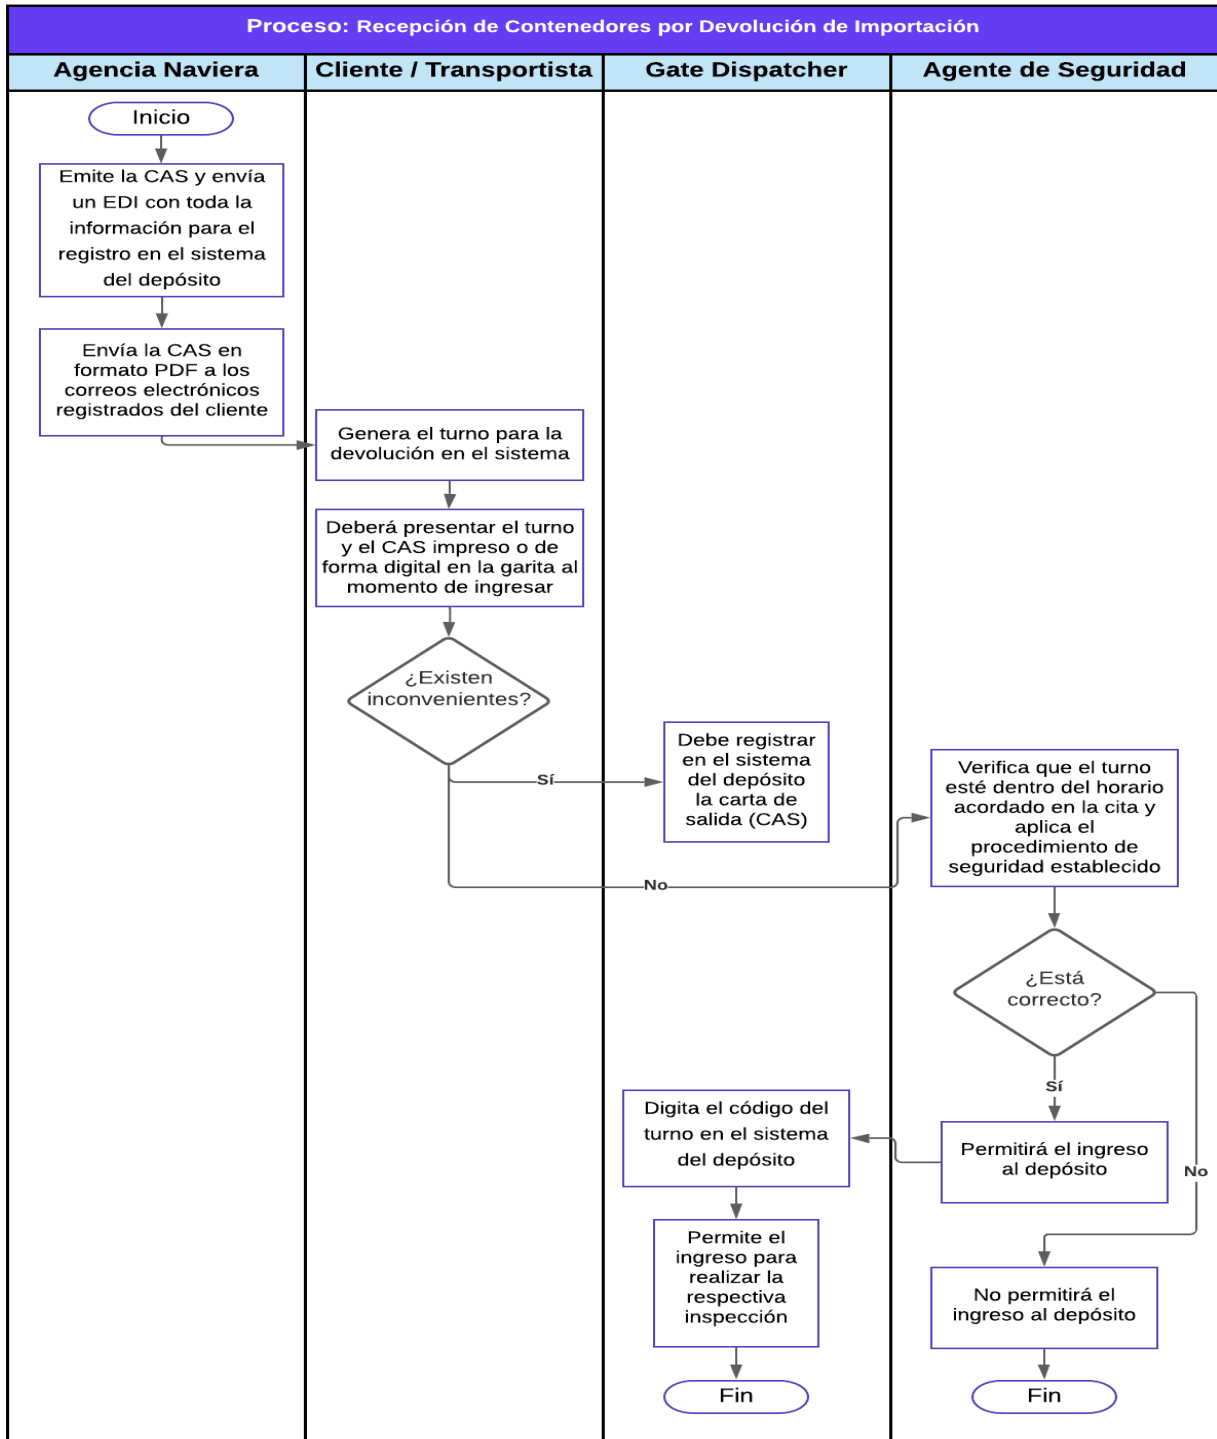 Proceso: Recepción de Contenedores por Devolución de Importación
Agencia Naviera
Cliente / Transportista
Gate Dispatcher
Agente de Seguridad
Inicio
Emite la CAS y envía
un EDI con toda la
información para el
registro en el sistema
del depósito
Envía la CAS en
formato PDF a los
correos electrónicos
registrados del cliente
Genera el turno para la
devolución en el sistema
Deberá presentar el turno
y el CAS impreso o de
forma digital en la garita al
momento de ingresar
¿Existen
inconvenientes?
Sí
Debe registrar
en el sistema
del depósito
la carta de
salida (CAS)
No
Verifica que el turno
esté dentro del horario
acordado en la cita y
aplica el
procedimiento de
seguridad establecido
¿Está
correcto?
Sí
Permitirá el ingreso
al depósito
No
Digita el código del
turno en el sistema
del depósito
Permite el
ingreso para
realizar la
respectiva
inspección
Fin
No permitirá el
ingreso al depósito
Fin